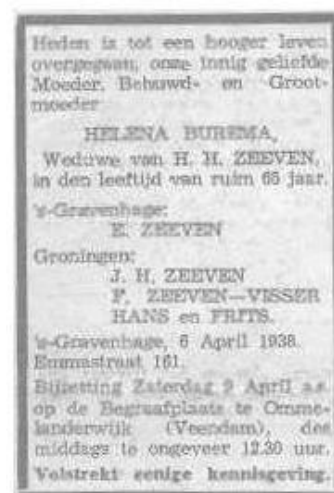 Heden is tot een hooger leven
overgegaan, onze innig geliefde
Moeder, Behuwd- en Groot-
moeder
HELENA BUREMA,
Weduwe van H. H. ZEEVEN,
in den leeftijd van ruim 65 jaar.
's-Gravenhage:
E. ZEEVEN
Groningen:
J. H. ZEEVEN
F. ZEEVEN—VISSER
HANS en FRITS.
's-Gravenhage, 6 April 1938.
Emmastraat 161.
Bijzetting Zaterdag 9 April a.s.
op de Begraafplaats te Omme-
landerwijk (Veendam), des
middags te ongeveer 12.30 uur.
Volstrekt eenige kennisgeving.